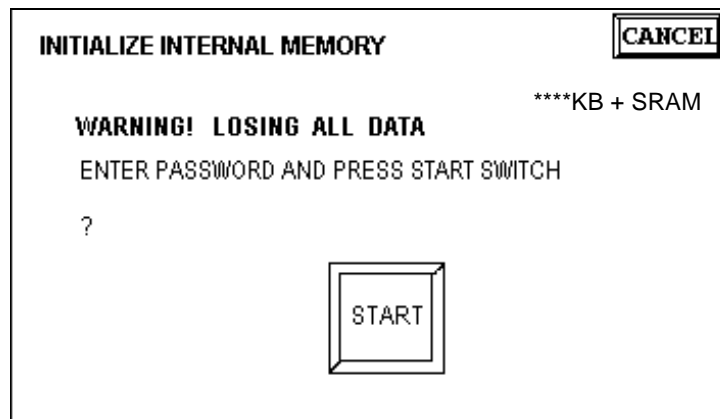 INITIALIZE INTERNAL MEMORY
CANCEL
****KB + SRAM
WARNING! LOSING ALL DATA
ENTER PASSWORD AND PRESS START SWITCH
?
START